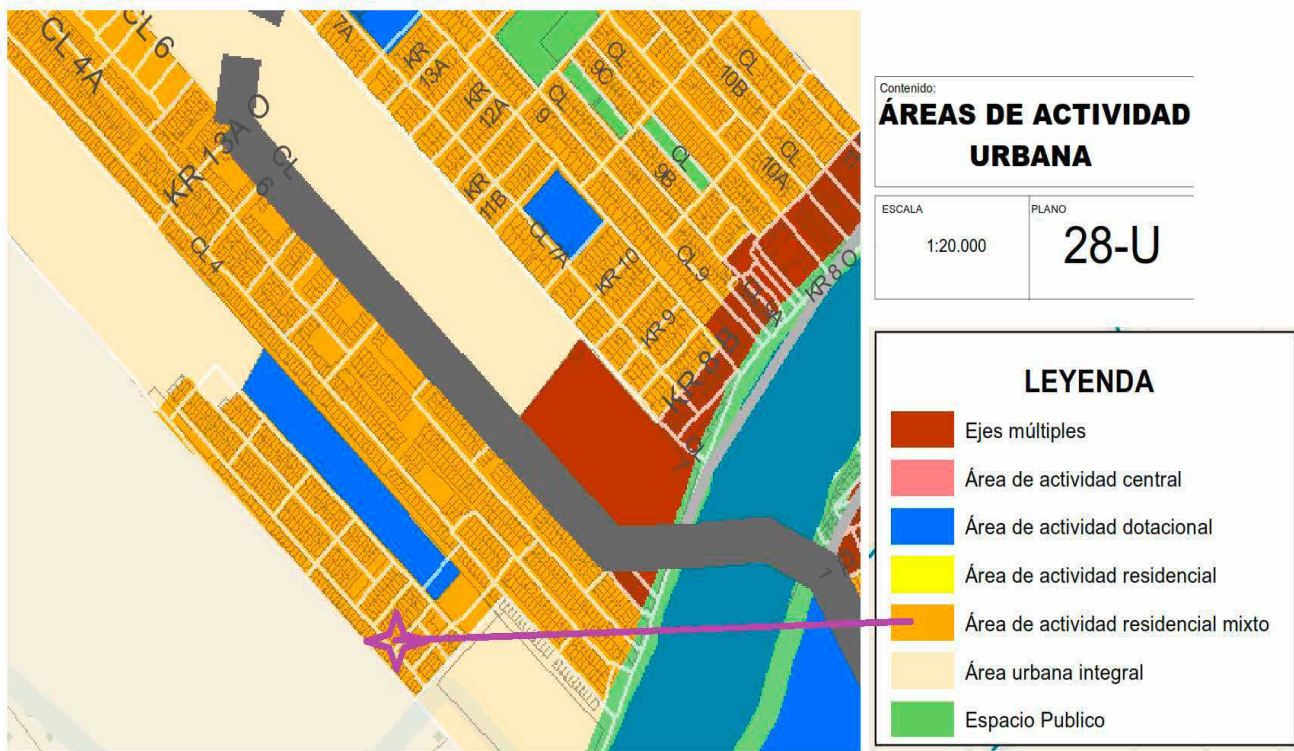 CL 6
CL 4A
7A
KR
13A
KR
12A
CL
9
CL
9C
CL
10B
KR 13A O
CL
6
KR
11B
CL
9B
CL
10A
CL 4
CL 7A
KR 10
CL 9
KR 9
KR 8 B
KR 8 O
Contenido:
ÁREAS DE ACTIVIDAD
URBANA
ESCALA
1:20.000
PLANO
28-U
LEYENDA
Ejes múltiples
Área de actividad central
Área de actividad dotacional
Área de actividad residencial
Área de actividad residencial mixto
Área urbana integral
Espacio Publico